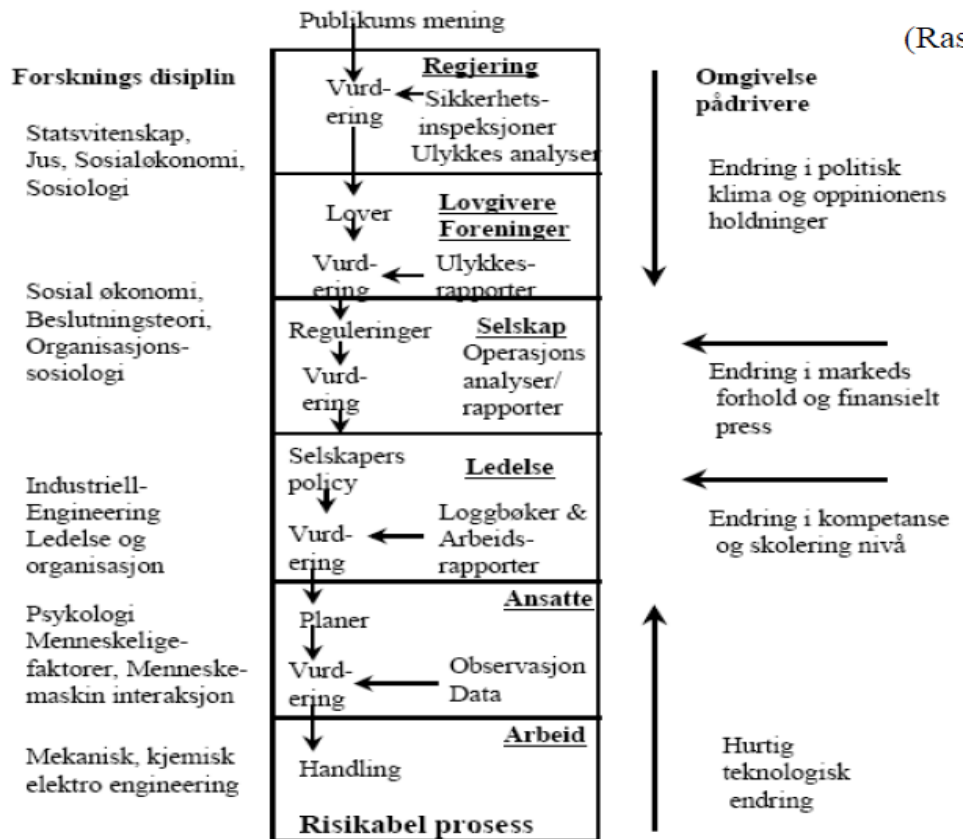 Publikums mening
(Ras
Forsknings disiplin
Statsvitenskap,
Jus, Sosialøkonomi,
Sosiologi
Sosial økonomi,
Beslutningsteori,
Organisasjons-
sosiologi
Industriell-
Engineering
Ledelse og
organisasjon
Psykologi
Menneskelige-
faktorer, Menneske-
maskin interaksjon
Mekanisk, kjemisk
elektro engineering
Regjering
Vurd-
ering
Sikkerhets-
inspeksjoner
Ulykkes analyser
Lovgivere
Foreninger
Lover
Vurd-
ering
Ulykkes-
rapporter
Reguleringer
Selskap
Operasjons
analyser/
rapporter
Vurd-
ering
Selskapers
policy
Ledelse
Vurd-
ering
Loggbøker &
Arbeids-
rapporter
Ansatte
Planer
Vurd-
ering
Observasjon
Data
Arbeid
Handling
Risikabel prosess
Omgivelse
pådrivere
Endring i politisk
klima og oppinionens
holdninger
Endring i markeds
forhold og finansielt
press
Endring i kompetanse
og skolering nivå
Hurtig
teknologisk
endring